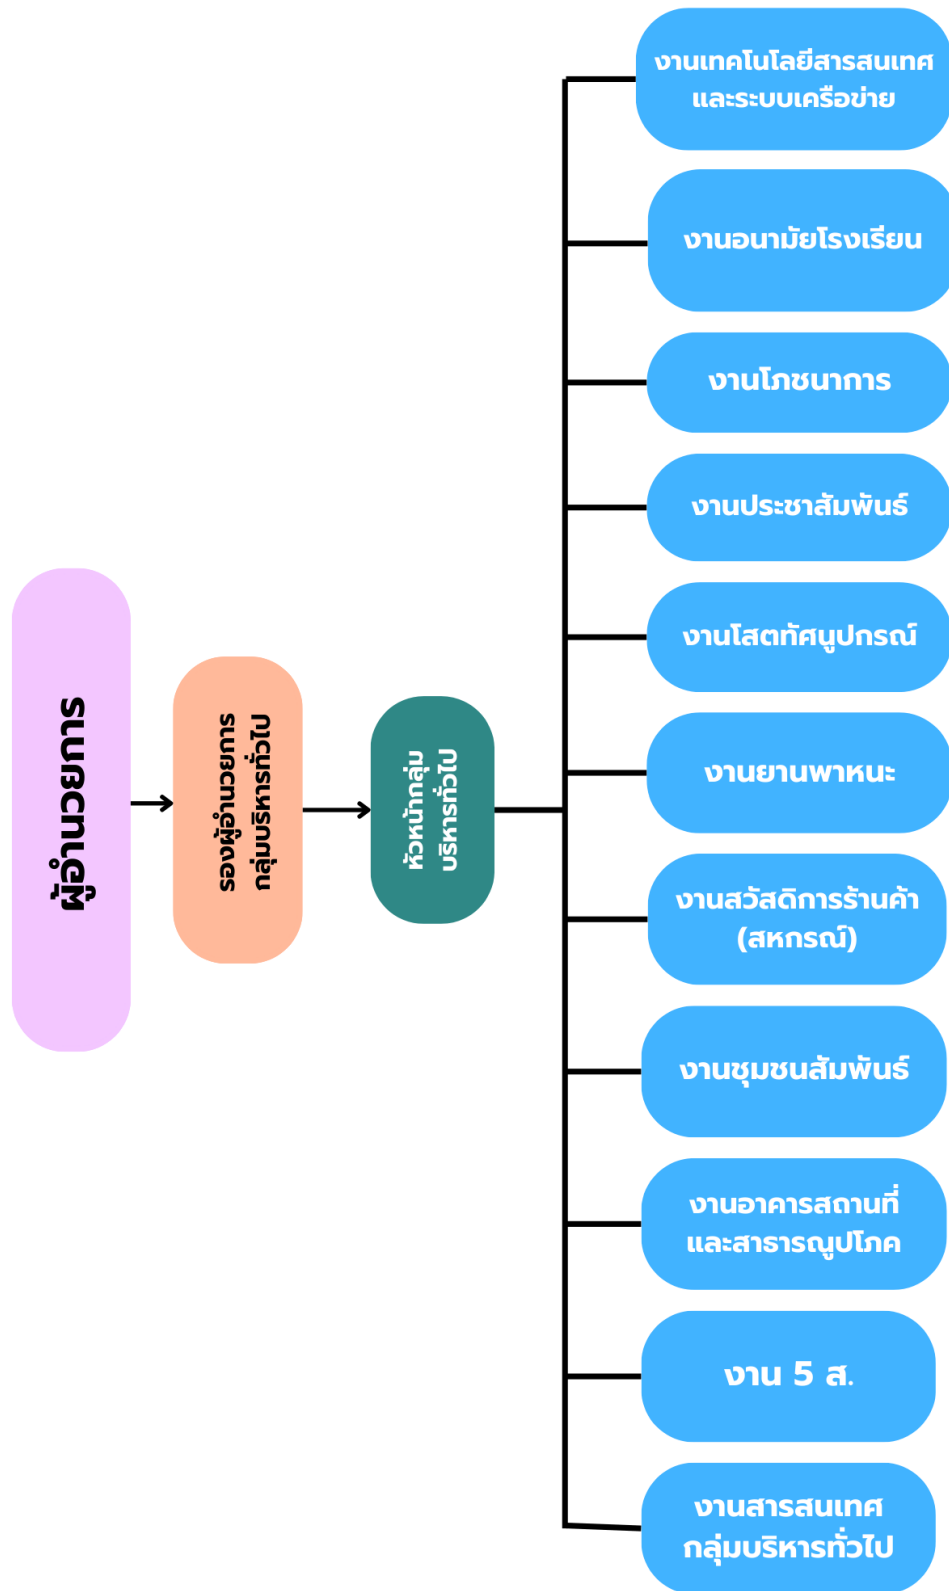 ผู้อำนวยการ
รองผู้อำนวยการ
กลุ่มบริหารทั่วไป
หัวหน้ากลุ่ม
บริหารทั่วไป
งานเทคโนโลยีสารสนเทศ
และระบบเครือข่าย
งานอนามัยโรงเรียน
งานโภชนาการ
งานประชาสัมพันธ์
งานโสตทัศนูปกรณ์
งานยานพาหนะ
งานสวัสดิการร้านค้า
(สหกรณ์)
งานชุมชนสัมพันธ์
งานอาคารสถานที่
และสาธารณูปโภค
งาน 5 ส.
งานสารสนเทศ
กลุ่มบริหารทั่วไป